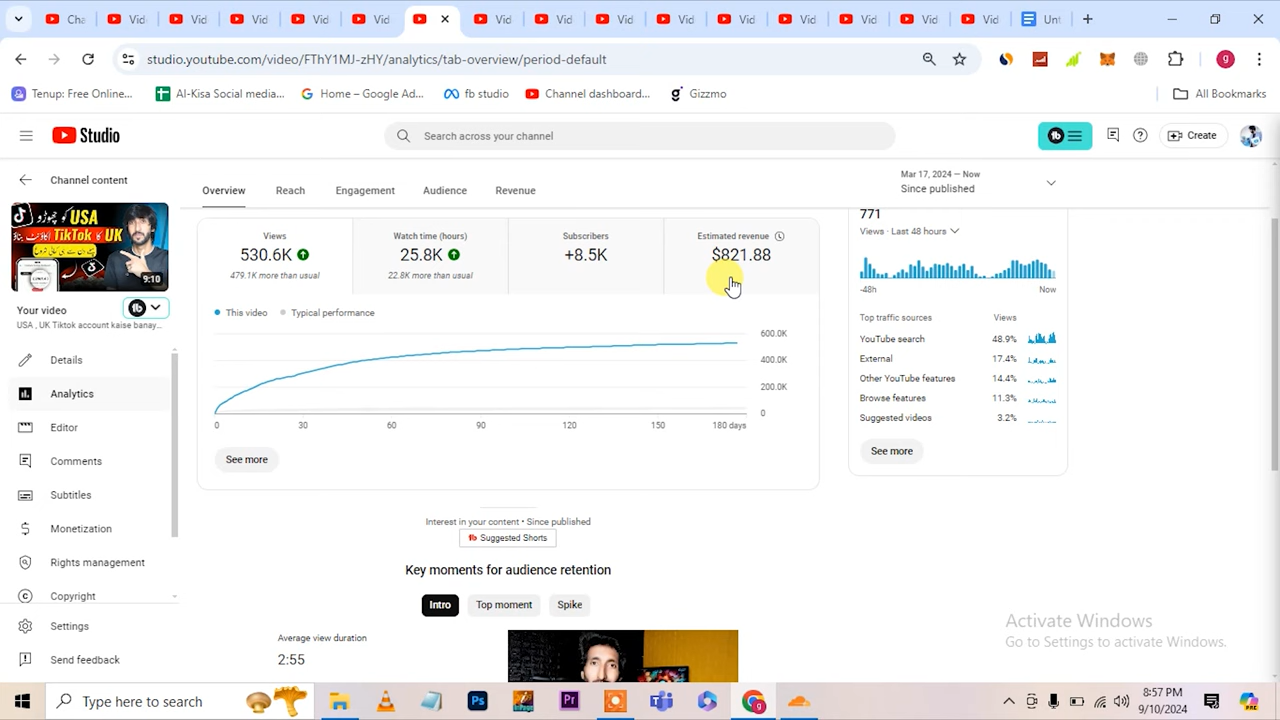 Cha
Vid
Vid
Vid
Vid
Vid
Vid
Vid
Vid
Vid
Vid
Vid
Vid
Vid
Vid
Unt
studio.youtube.com/video/FThY1MJ-zHY/analytics/tab-overview/period-default
g
Tenup: Free Online...
Al-Kisa Social media...
Home – Google Ad...
fb studio
Channel dashboard...
Gizzmo
All Bookmarks
Studio
Search across your channel
Create
Channel content
Overview
Reach
Engagement
Audience
Revenue
Mar 17, 2024 — Now
Since published
کو چھوڑو USA
اکاؤنٹ بناؤ TikTok کا UK
9:10
Your video
USA , UK Tiktok account kaise banay...
Details
Analytics
Editor
Comments
Subtitles
Monetization
Rights management
Copyright
Settings
Send feedback
Views
530.6K
479.1K more than usual
Watch time (hours)
25.8K
22.8K more than usual
Subscribers
+8.5K
Estimated revenue
$821.88
This video
Typical performance
600.0K
400.0K
200.0K
0
0 30 60 90 120 150 180 days
See more
771
Views · Last 48 hours
-48h Now
Top traffic sources Views
YouTube search 48.9%
External 17.4%
Other YouTube features 14.4%
Browse features 11.3%
Suggested videos 3.2%
See more
Interest in your content • Since published
Suggested Shorts
Key moments for audience retention
Intro
Top moment
Spike
Average view duration
2:55
Activate Windows
Go to Settings to activate Windows.
Type here to search
Ps
Pr
8:57 PM
9/10/2024